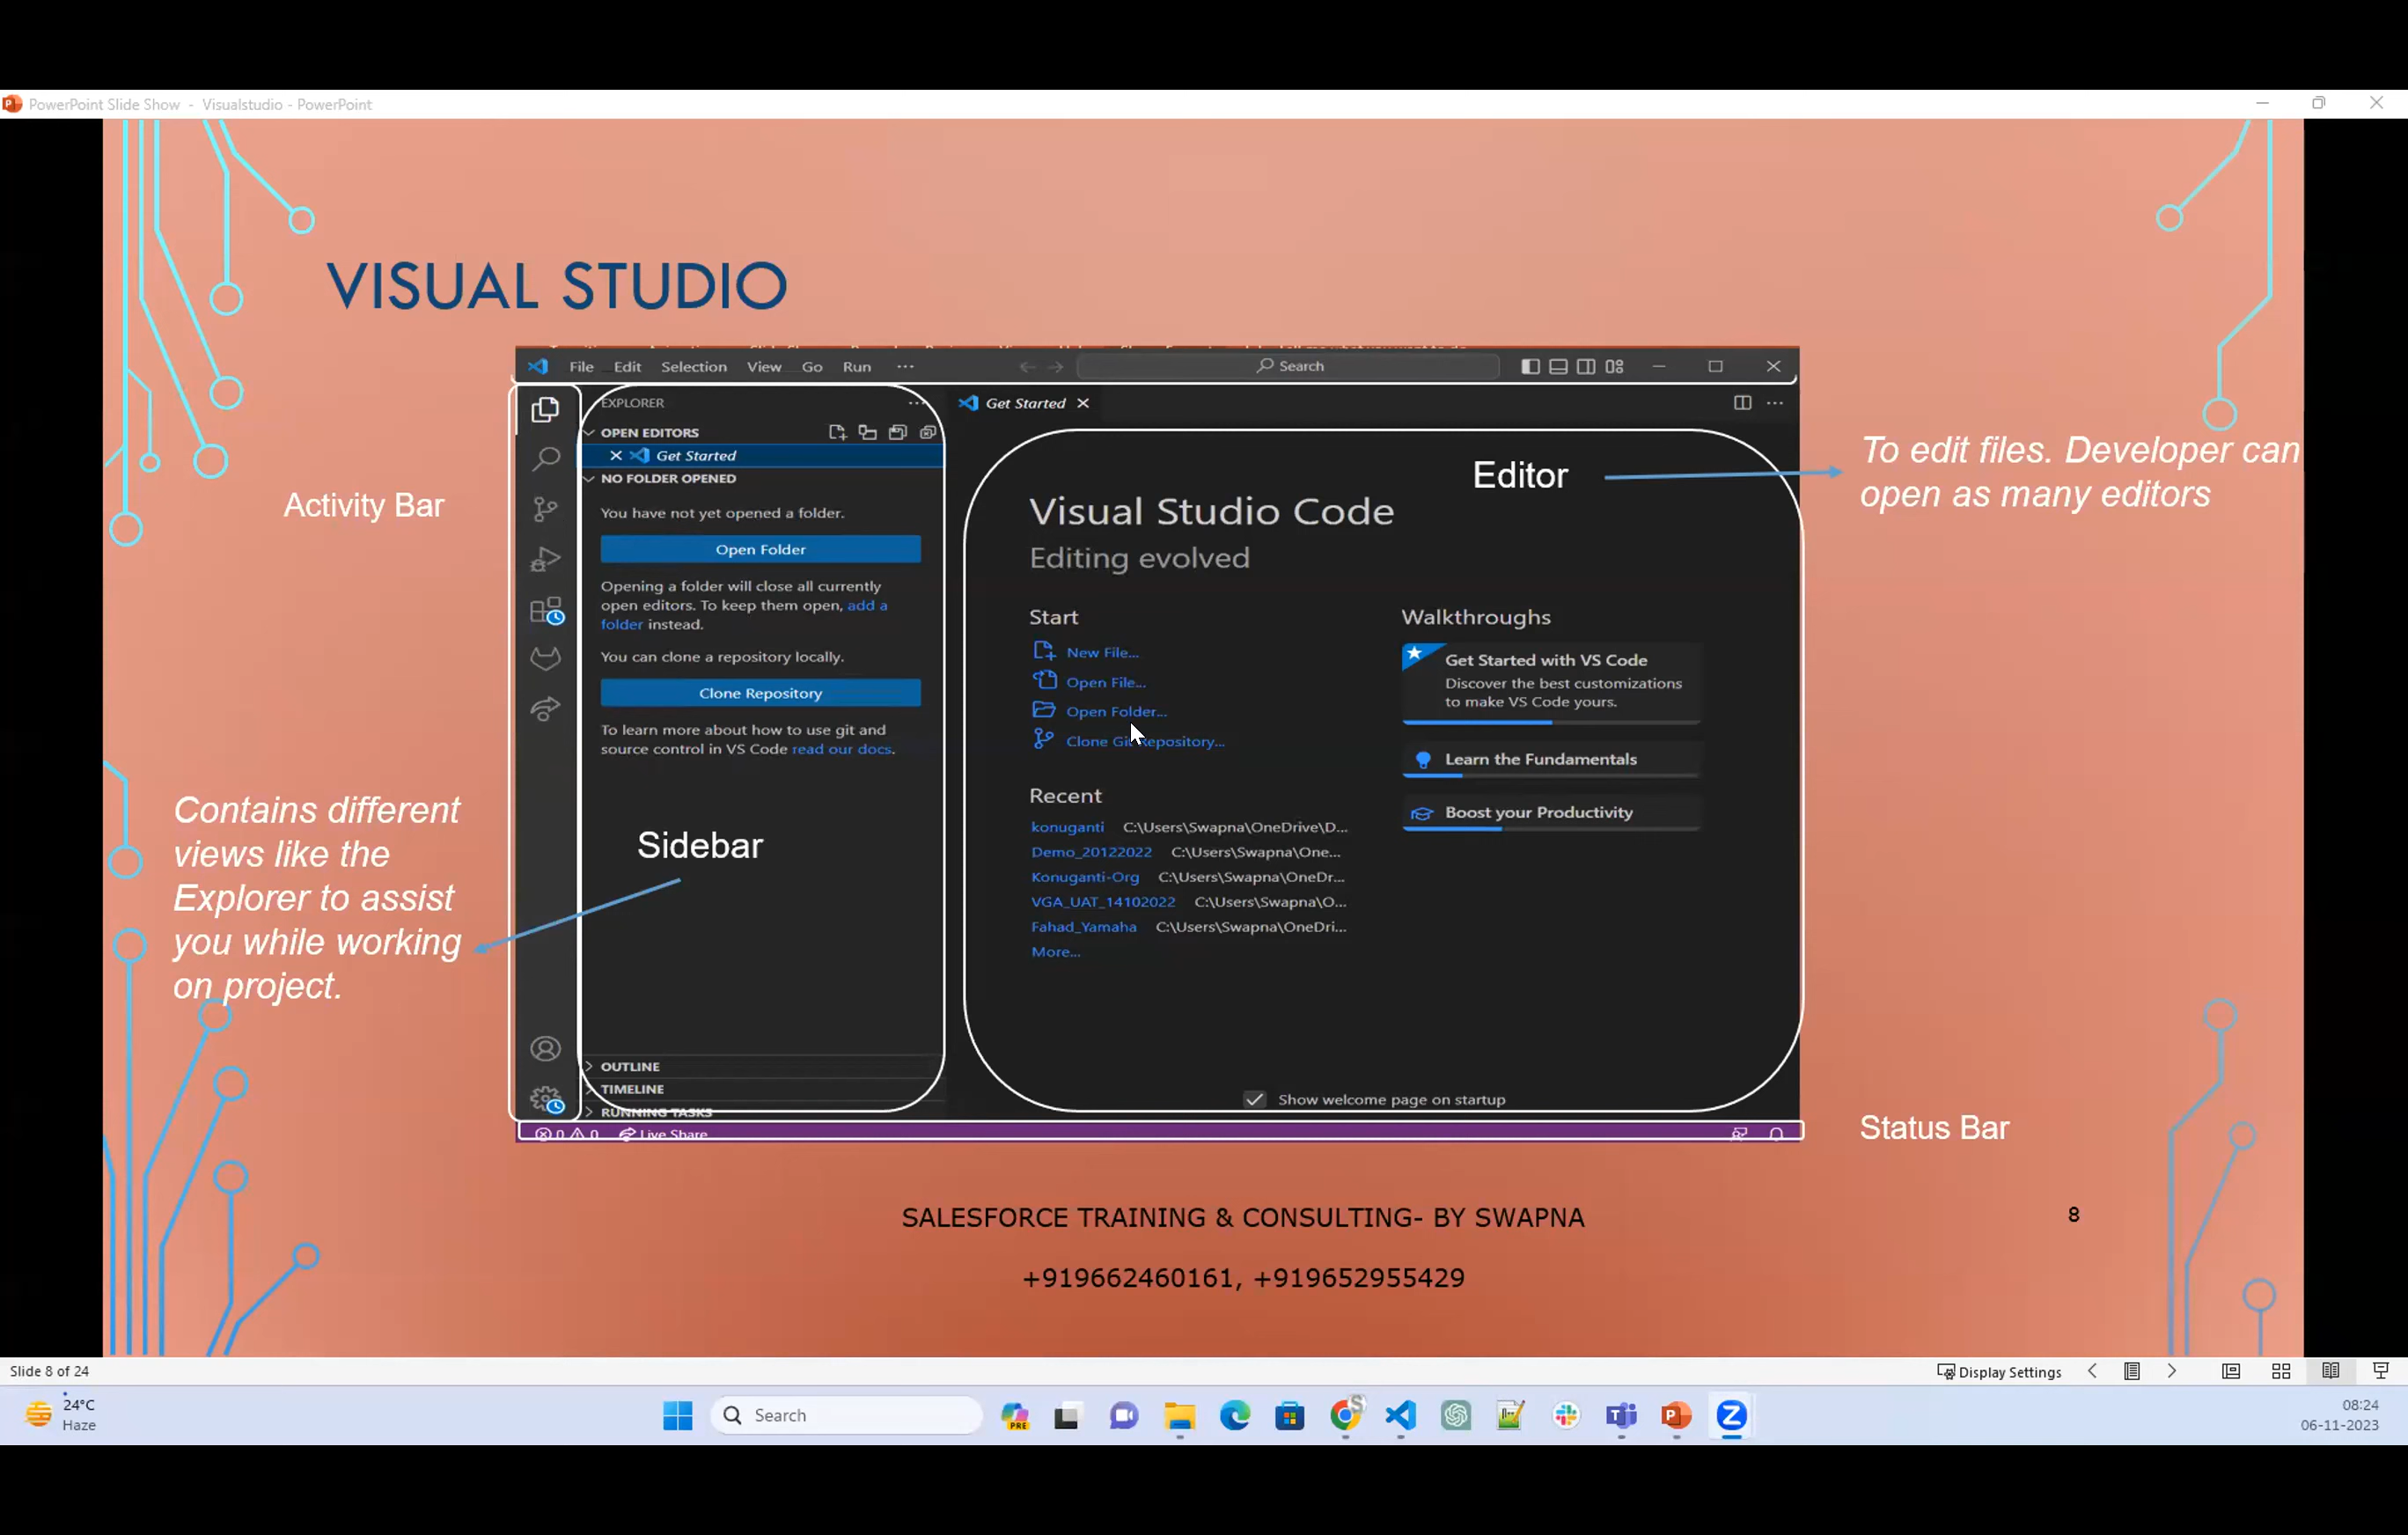 PowerPoint Slide Show - Visualstudio - PowerPoint
VISUAL STUDIO
File Edit Selection View Go Run ... Search
EXPLORER ...
Get Started
OPEN EDITORS
Get Started
NO FOLDER OPENED
You have not yet opened a folder.
Open Folder
Opening a folder will close all currently
open editors. To keep them open, add a
folder instead.
You can clone a repository locally.
Clone Repository
To learn more about how to use git and
source control in VS Code read our docs.
Sidebar
OUTLINE
TIMELINE
RUNNING TASKS
0 0 Live Share
Activity Bar
Contains different
views like the
Explorer to assist
you while working
on project.
Editor
To edit files. Developer can
open as many editors
Visual Studio Code
Editing evolved
Start
New File...
Open File...
Open Folder...
Clone Git Repository...
Recent
konuganti C:\Users\Swapna\OneDrive\D...
Demo_20122022 C:\Users\Swapna\One...
Konuganti-Org C:\Users\Swapna\OneDr...
VGA_UAT_14102022 C:\Users\Swapna\O...
Fahad_Yamaha C:\Users\Swapna\OneDri...
More...
Walkthroughs
Get Started with VS Code
Discover the best customizations
to make VS Code yours.
Learn the Fundamentals
Boost your Productivity
Show welcome page on startup
Status Bar
SALESFORCE TRAINING & CONSULTING- BY SWAPNA
8
+919662460161, +919652955429
Slide 8 of 24
Display Settings
24°C
Haze
Search
PRE
08:24
06-11-2023